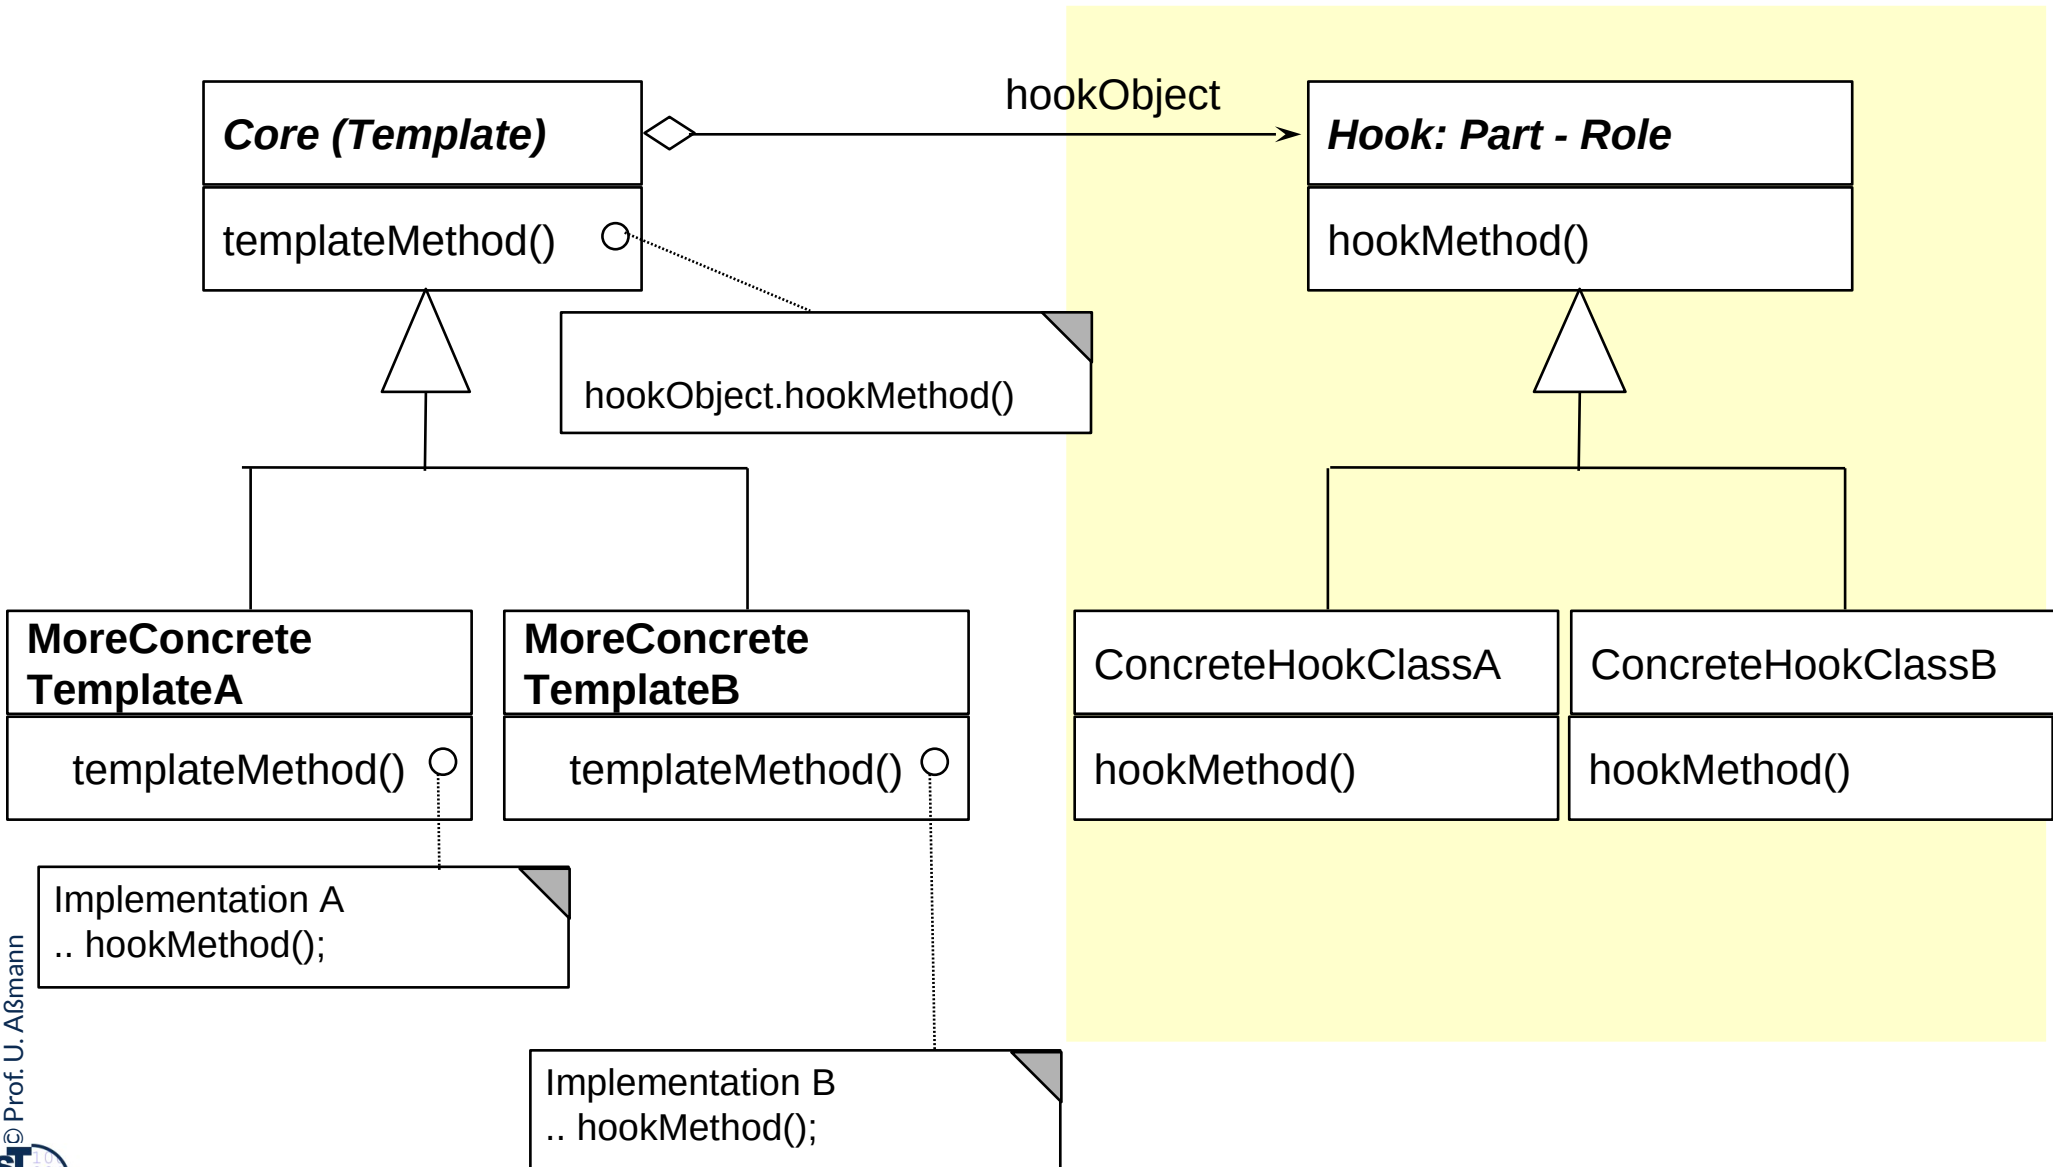 hookObject
Core (Template)
Hook: Part - Role
templateMethod()
hookMethod()
hookObject.hookMethod()
MoreConcrete
TemplateA
MoreConcrete
TemplateB
ConcreteHookClassA
ConcreteHookClassB
templateMethod()
templateMethod()
hookMethod()
hookMethod()
Implementation A
.. hookMethod();
Implementation B
.. hookMethod();
© Prof. U. Aßmann